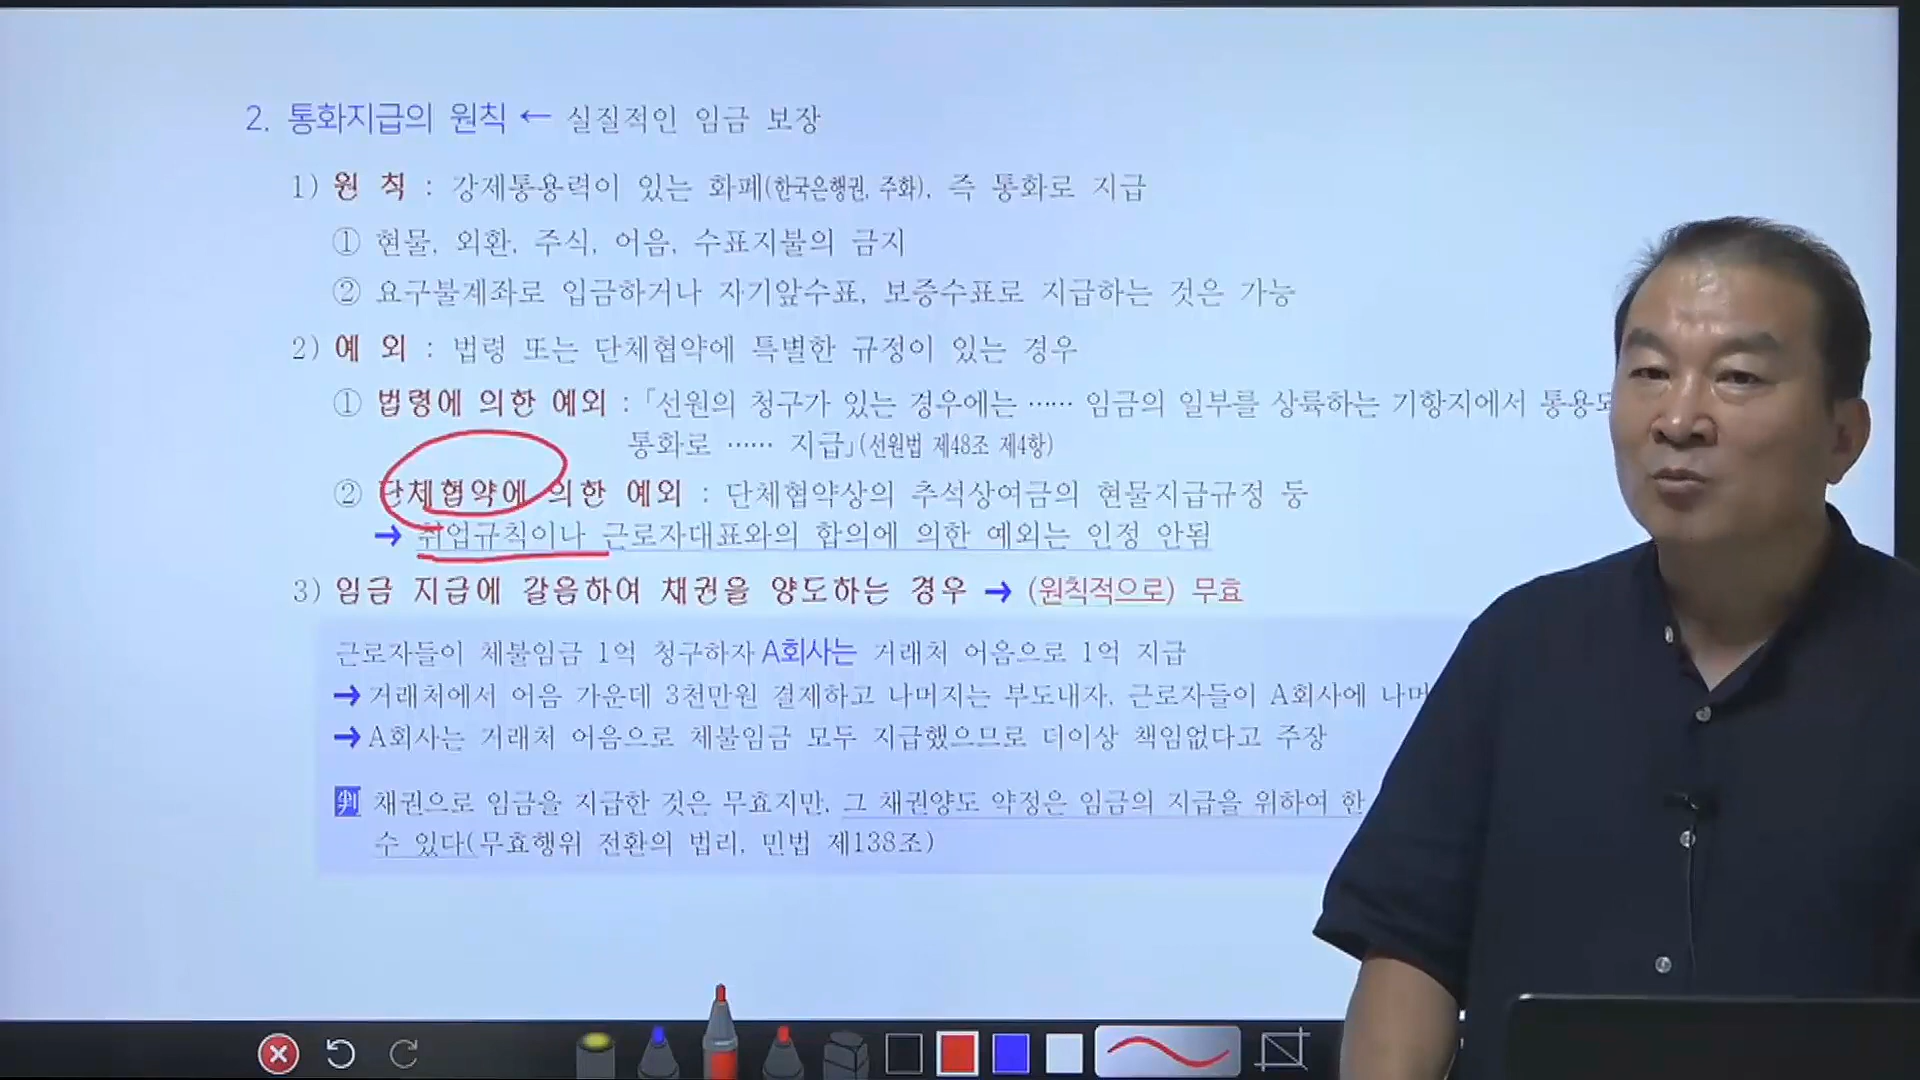 2. 통화지급의 원칙 ← 실질적인 임금 보장
1) 원 칙 : 강제통용력이 있는 화폐(한국은행권, 주화), 즉 통화로 지급
① 현물, 외환, 주식, 어음, 수표지불의 금지
② 요구불계좌로 입금하거나 자기앞수표, 보증수표로 지급하는 것은 가능
2) 예 외 : 법령 또는 단체협약에 특별한 규정이 있는 경우
① 법령에 의한 예외 : 「선원의 청구가 있는 경우에는 …… 임금의 일부를 상륙하는 기항지에서
통화로 …… 지급」(선원법 제48조 제4항)
② 단체협약에 의한 예외 : 단체협약상의 추석상여금의 현물지급규정 등
→ 취업규칙이나 근로자대표와의 합의에 의한 예외는 인정 안됨
3) 임금 지급에 갈음하여 채권을 양도하는 경우 → (원칙적으로) 무효
근로자들이 체불임금 1억 청구하자 A회사는 거래처 어음으로 1억 지급
→ 거래처에서 어음 가운데 3천만원 결제하고 나머지는 부도내자, 근로자들이 A회사에
→ A회사는 거래처 어음으로 체불임금 모두 지급했으므로 더이상 책임없다고 주장
判 채권으로 임금을 지급한 것은 무효지만, 그 채권양도 약정은 임금의 지급을 위하여 한
수 있다(무효행위 전환의 법리, 민법 제138조)